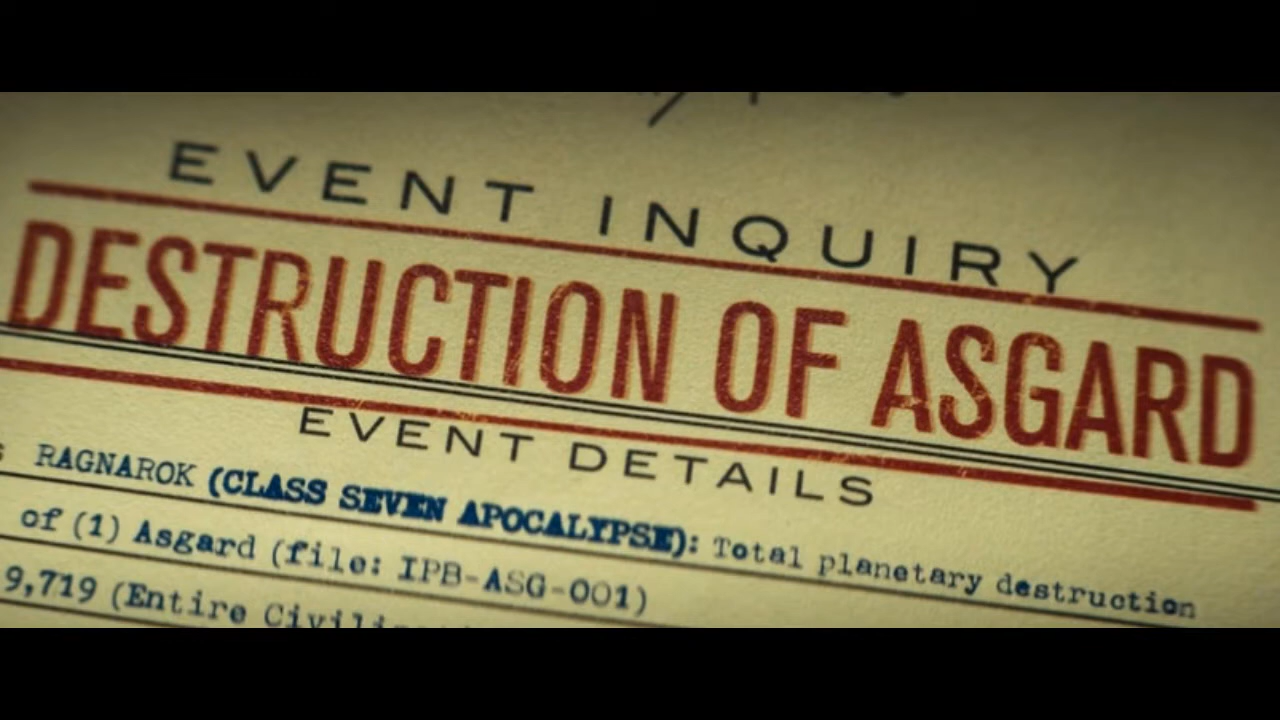 EVENT INQUIRY
DESTRUCTION OF ASGARD
EVENT DETAILS
RAGNAROK (CLASS SEVEN APOCALYPSE): Total planetary destruction
of (1) Asgard (file: IPB-ASG-001)
9,719 (Entire